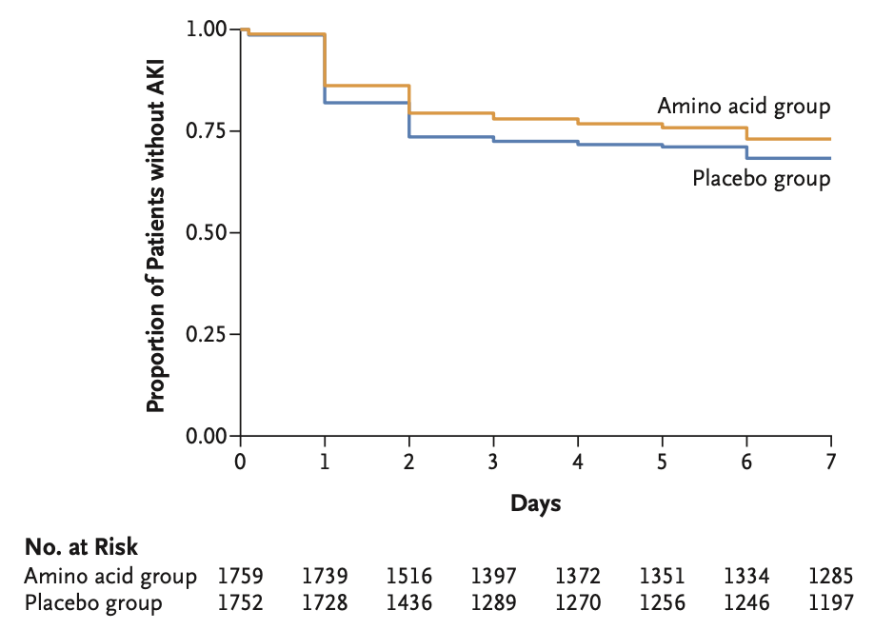 1.00
Proportion of Patients without AKI
Amino acid group
0.75
Placebo group
0.50
0.25
0.00
0 1 2 3 4 5 6 7
Days
No. at Risk
Amino acid group 1759 1739 1516 1397 1372 1351 1334 1285
Placebo group 1752 1728 1436 1289 1270 1256 1246 1197